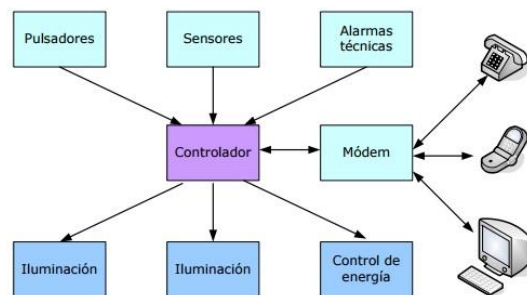 Pulsadores
Sensores
Alarmas
técnicas
Controlador
Módem
Iluminación
Iluminación
Control de
energía